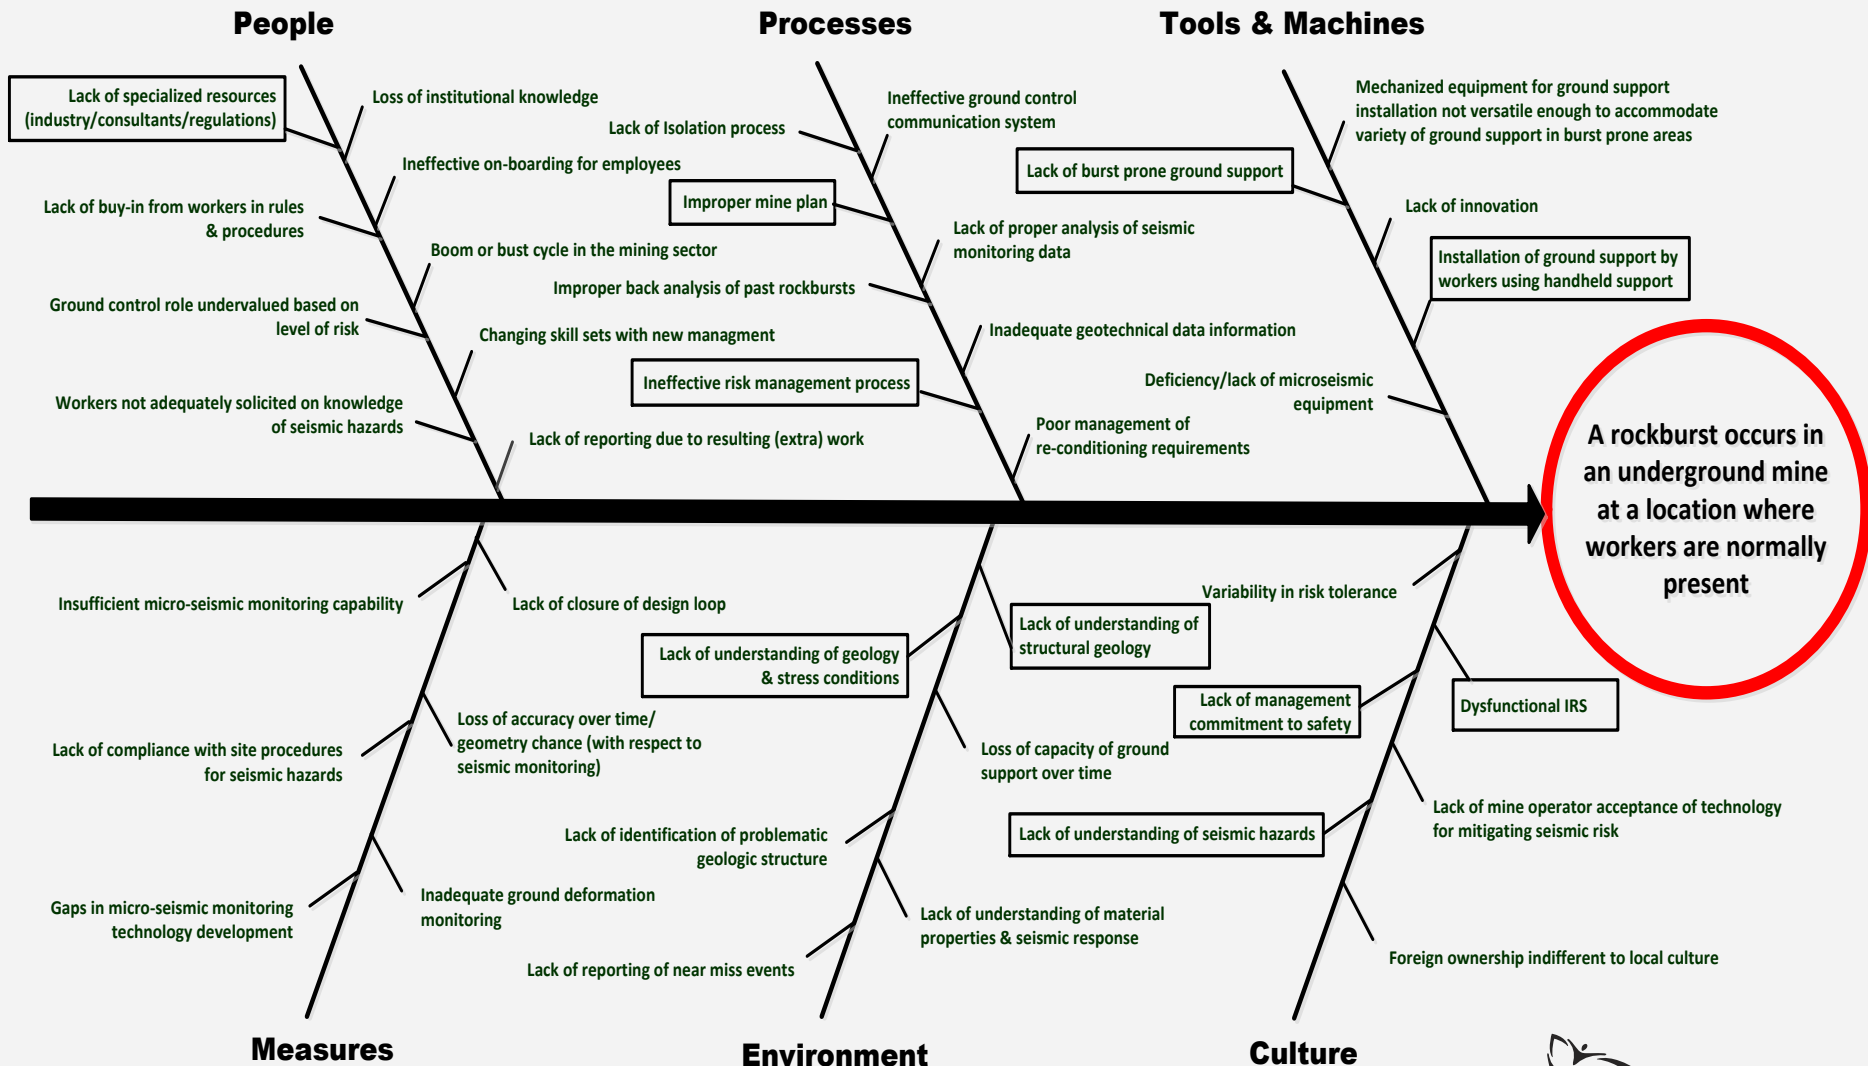 People
Processes
Tools & Machines
Lack of specialized resources
(industry/consultants/regulations)
Loss of institutional knowledge
Ineffective on-boarding for employees
Lack of buy-in from workers in rules
& procedures
Boom or bust cycle in the mining sector
Ground control role undervalued based on
level of risk
Changing skill sets with new managment
Workers not adequately solicited on knowledge
of seismic hazards
Lack of reporting due to resulting (extra) work
Ineffective ground control
communication system
Lack of Isolation process
Improper mine plan
Lack of proper analysis of seismic
monitoring data
Improper back analysis of past rockbursts
Inadequate geotechnical data information
Ineffective risk management process
Poor management of
re-conditioning requirements
Mechanized equipment for ground support
installation not versatile enough to accommodate
variety of ground support in burst prone areas
Lack of burst prone ground support
Lack of innovation
Installation of ground support by
workers using handheld support
Deficiency/lack of microseismic
equipment
A rockburst occurs in
an underground mine
at a location where
workers are normally
present
Insufficient micro-seismic monitoring capability
Lack of closure of design loop
Loss of accuracy over time/
geometry chance (with respect to
seismic monitoring)
Lack of compliance with site procedures
for seismic hazards
Inadequate ground deformation
monitoring
Gaps in micro-seismic monitoring
technology development
Lack of understanding of
structural geology
Lack of understanding of geology
& stress conditions
Loss of capacity of ground
support over time
Lack of identification of problematic
geologic structure
Lack of understanding of material
properties & seismic response
Lack of reporting of near miss events
Variability in risk tolerance
Lack of management
commitment to safety
Dysfunctional IRS
Lack of mine operator acceptance of technology
for mitigating seismic risk
Lack of understanding of seismic hazards
Foreign ownership indifferent to local culture
Measures
Environment
Culture